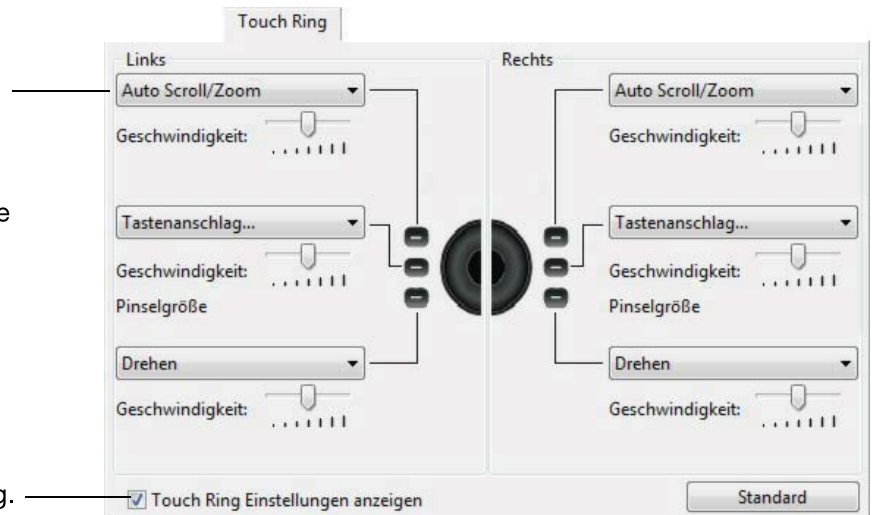 Touch Ring
Links
Auto Scroll/Zoom
Geschwindigkeit:
Tastenanschlag...
Geschwindigkeit:
Pinselgröße
Drehen
Geschwindigkeit:
Rechts
Auto Scroll/Zoom
Geschwindigkeit:
Tastenanschlag...
Geschwindigkeit:
Pinselgröße
Drehen
Geschwindigkeit:
e
g.
Touch Ring Einstellungen anzeigen
Standard